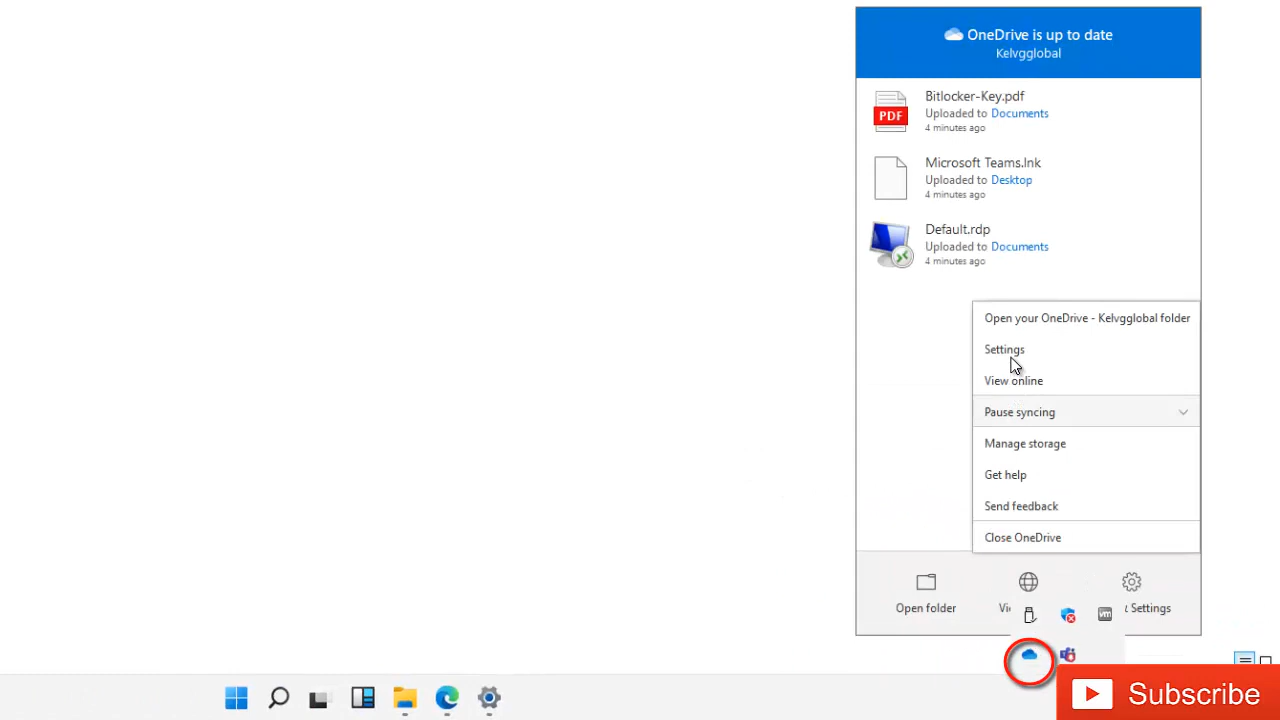 OneDrive is up to date
Kelvgglobal
Bitlocker-Key.pdf
Uploaded to Documents
4 minutes ago
PDF
Microsoft Teams.lnk
Uploaded to Desktop
4 minutes ago
Default.rdp
Uploaded to Documents
4 minutes ago
Open your OneDrive - Kelvgglobal folder
Settings
View online
Pause syncing
Manage storage
Get help
Send feedback
Close OneDrive
Open folder
Settings
vm
Subscribe